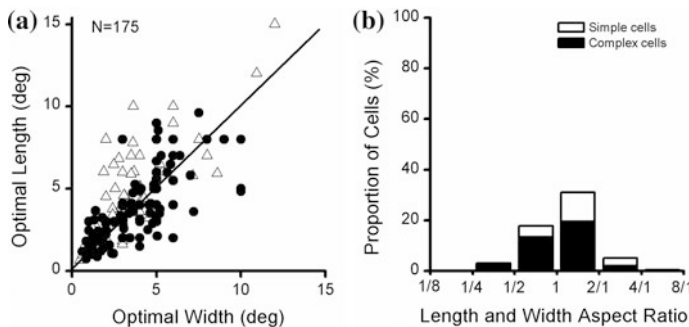 (a)
N=175
15
10
5
0
Optimal Length (deg)
0 5 10 15
Optimal Width (deg)
(b)
Simple cells
Complex cells
100
80
60
40
20
0
Proportion of Cells (%)
1/8 1/4 1/2 1 2/1 4/1 8/1
Length and Width Aspect Ratio